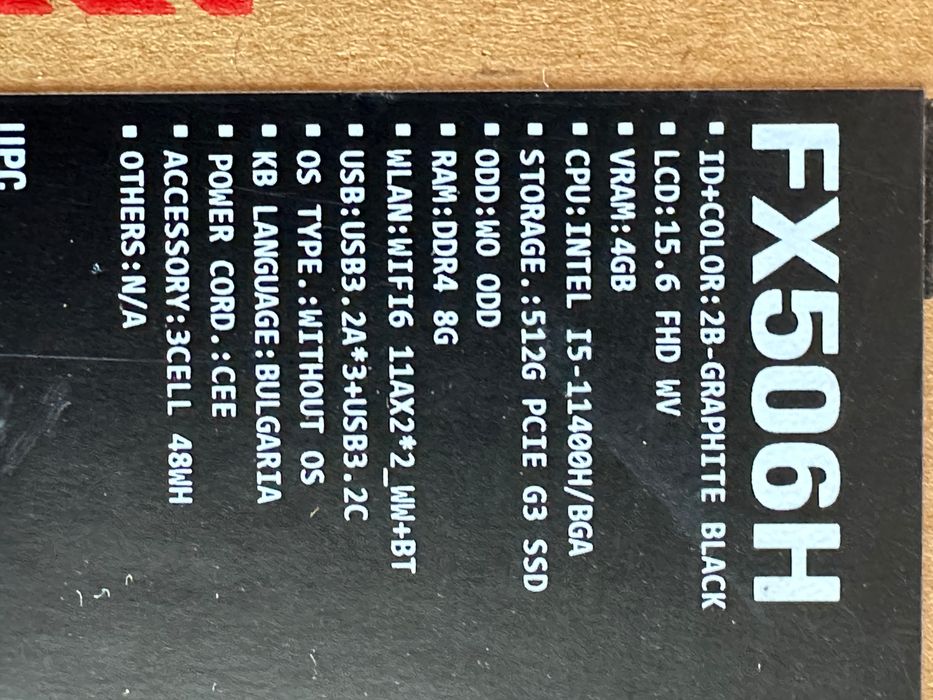 FX506H
▪ ID+COLOR:2B-GRAPHITE BLACK
▪ LCD:15.6 FHD WV
▪ VRAM:4GB
▪ CPU:INTEL I5-11400H/BGA
▪ STORAGE.:512G PCIE G3 SSD
▪ ODD:WO ODD
▪ RAM:DDR4 8G
▪ WLAN:WIFI6 11AX2*2_WW+BT
▪ USB:USB3.2A*3+USB3.2C
▪ OS TYPE.:WITHOUT OS
▪ KB LANGUAGE:BULGARIA
▪ POWER CORD.:CEE
▪ ACCESSORY:3CELL 48WH
▪ OTHERS:N/A
UPC